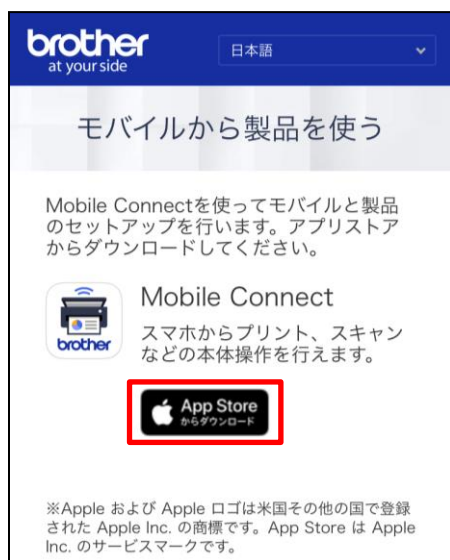 brother
at your side
日本語
モバイルから製品を使う
Mobile Connectを使ってモバイルと製品
のセットアップを行います。アプリストア
からダウンロードしてください。
Mobile Connect
スマホからプリント、スキャン
などの本体操作を行えます。
brother
App Store
からダウンロード
※Apple および Apple ロゴは米国その他の国で登録
された Apple Inc. の商標です。App Store は Apple
Inc. のサービスマークです。